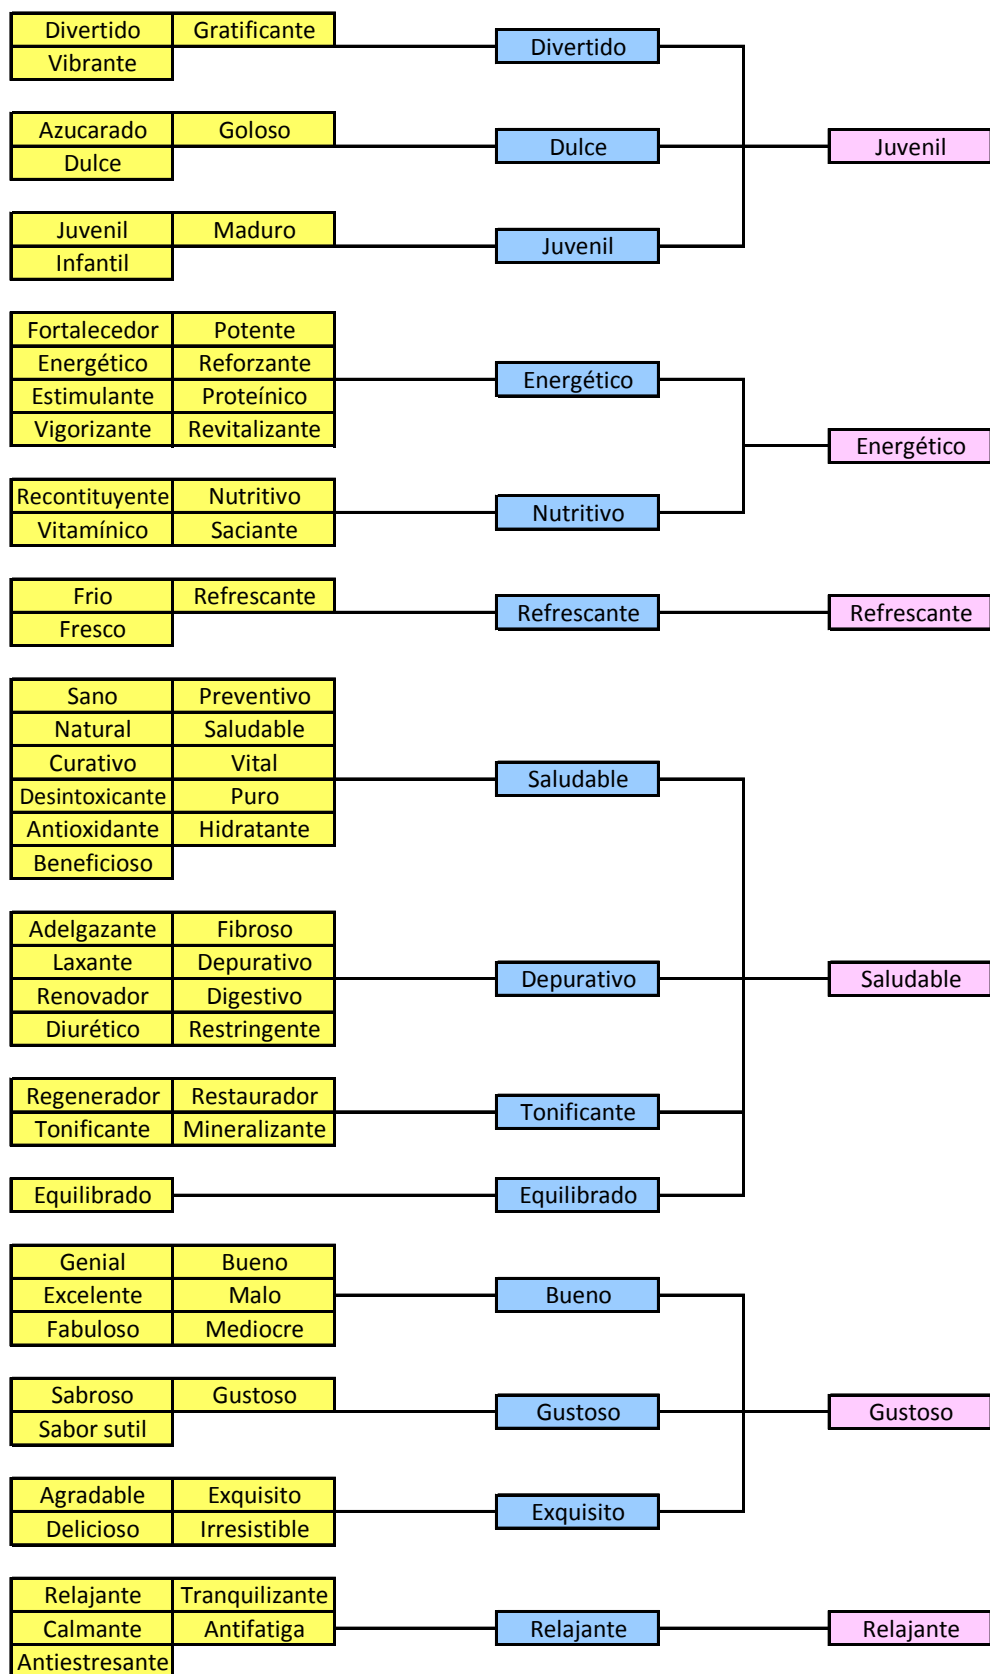 Divertido Gratificante
Vibrante
Divertido
Azucarado Goloso
Dulce
Dulce
Juvenil
Juvenil Maduro
Infantil
Juvenil
Fortalecedor Potente
Energético Reforzante
Estimulante Proteínico
Vigorizante Revitalizante
Energético
Energético
Recontituyente Nutritivo
Vitamínico Saciante
Nutritivo
Frio Refrescante
Fresco
Refrescante
Refrescante
Sano Preventivo
Natural Saludable
Curativo Vital
Desintoxicante Puro
Antioxidante Hidratante
Beneficioso
Saludable
Adelgazante Fibroso
Laxante Depurativo
Renovador Digestivo
Diurético Restringente
Depurativo
Saludable
Regenerador Restaurador
Tonificante Mineralizante
Tonificante
Equilibrado
Equilibrado
Genial Bueno
Excelente Malo
Fabuloso Mediocre
Bueno
Sabroso Gustoso
Sabor sutil
Gustoso
Gustoso
Agradable Exquisito
Delicioso Irresistible
Exquisito
Relajante Tranquilizante
Calmante Antifatiga
Antiestresante
Relajante
Relajante